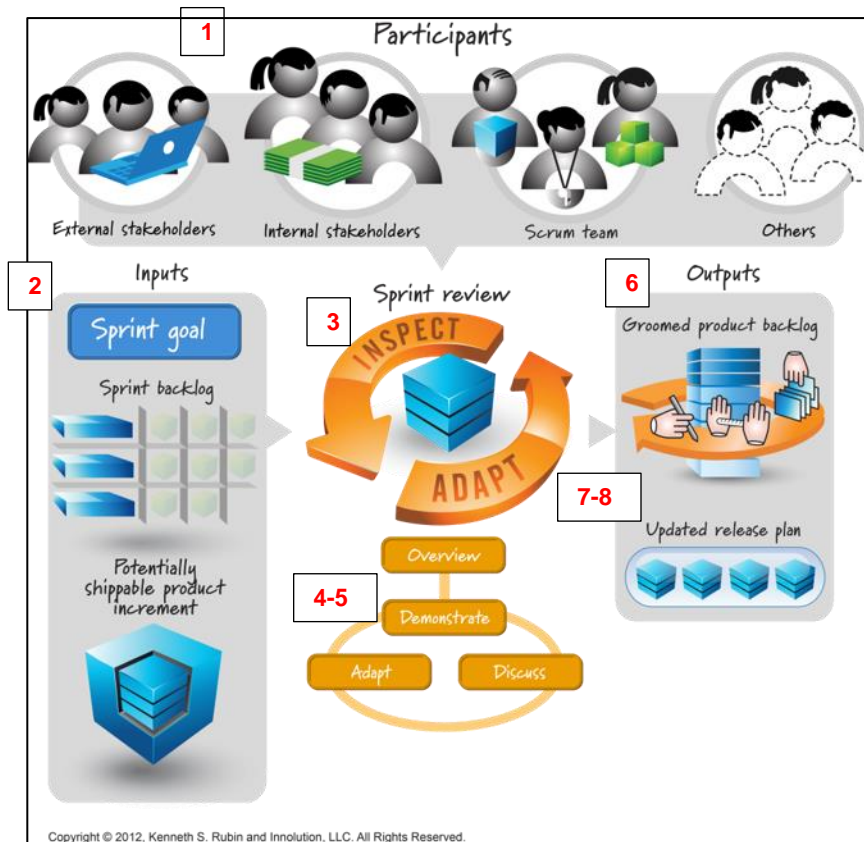 1
Participants
External stakeholders
Internal stakeholders
Scrum team
Others
2
Inputs
Sprint goal
Sprint backlog
Potentially
shippable product
increment
Sprint review
3
INSPECT
ADAPT
4-5
Overview
Demonstrate
Adapt
Discuss
6
Outputs
Groomed product backlog
7-8
Updated release plan
Copyright © 2012, Kenneth S. Rubin and Innolution, LLC. All Rights Reserved.